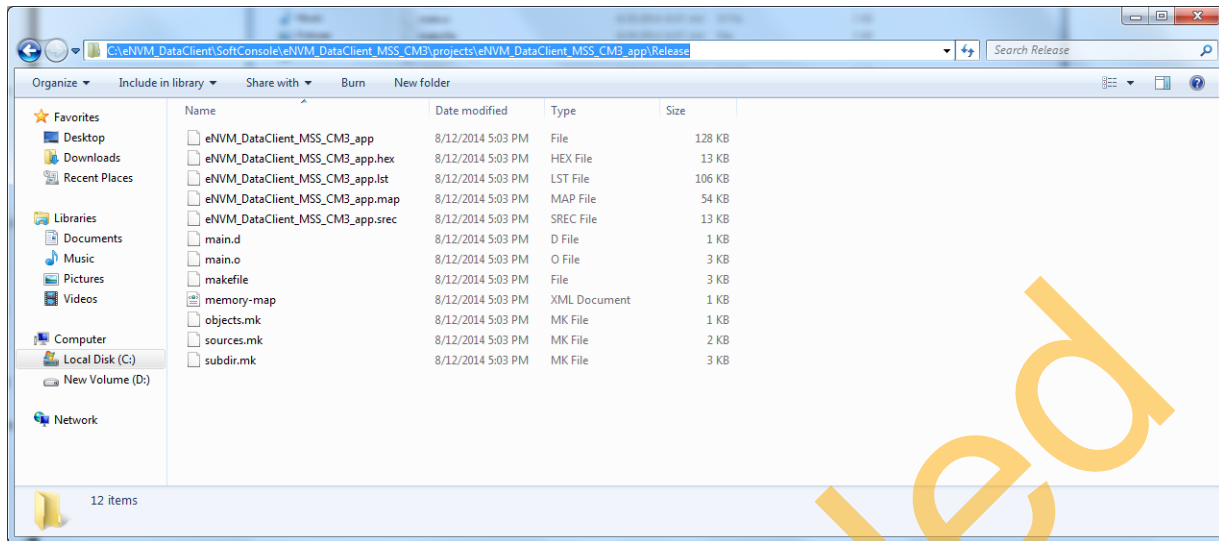 C:\eNVM_DataClient\SoftConsole\eNVM_DataClient_MSS_CM3\projects\eNVM_DataClient_MSS_CM3_app\Release
Search Release
Organize Include in library Share with Burn New folder
Favorites
Desktop
Downloads
Recent Places
Libraries
Documents
Music
Pictures
Videos
Computer
Local Disk (C:)
New Volume (D:)
Network
Name Date modified Type Size
eNVM_DataClient_MSS_CM3_app 8/12/2014 5:03 PM File 128 KB
eNVM_DataClient_MSS_CM3_app.hex 8/12/2014 5:03 PM HEX File 13 KB
eNVM_DataClient_MSS_CM3_app.lst 8/12/2014 5:03 PM LST File 106 KB
eNVM_DataClient_MSS_CM3_app.map 8/12/2014 5:03 PM MAP File 54 KB
eNVM_DataClient_MSS_CM3_app.srec 8/12/2014 5:03 PM SREC File 13 KB
main.d 8/12/2014 5:03 PM D File 1 KB
main.o 8/12/2014 5:03 PM O File 3 KB
makefile 8/12/2014 5:03 PM File 3 KB
memory-map 8/12/2014 5:03 PM XML Document 1 KB
objects.mk 8/12/2014 5:03 PM MK File 1 KB
sources.mk 8/12/2014 5:03 PM MK File 2 KB
subdir.mk 8/12/2014 5:03 PM MK File 3 KB
12 items
led